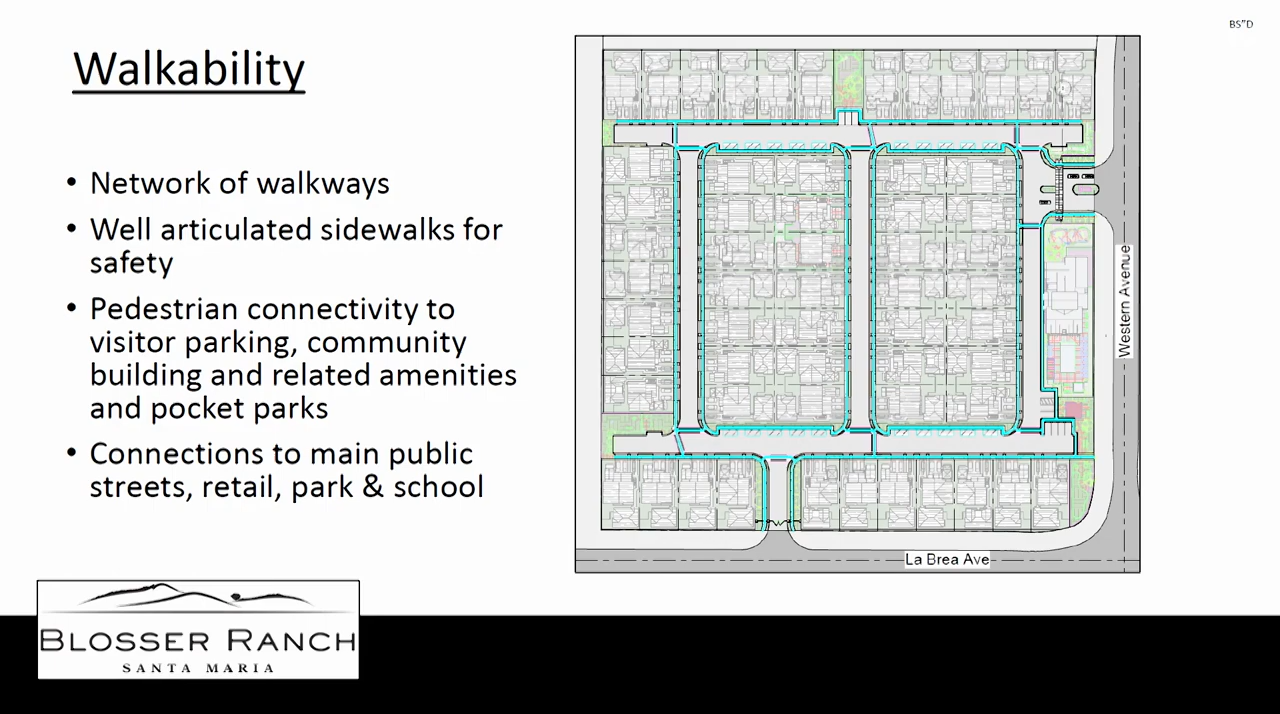 BS"D
Walkability
• Network of walkways
• Well articulated sidewalks for
safety
• Pedestrian connectivity to
visitor parking, community
building and related amenities
and pocket parks
• Connections to main public
streets, retail, park & school
Western Avenue
La Brea Ave
BLOSSER RANCH
SANTA MARIA